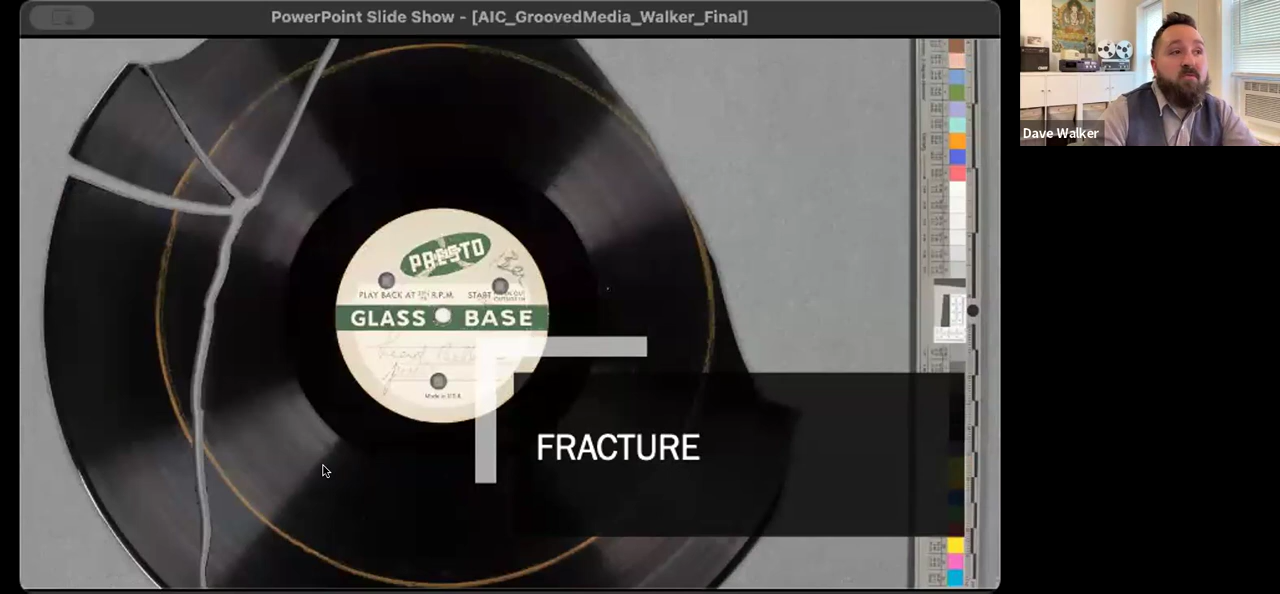 PowerPoint Slide Show - [AIC_GroovedMedia_Walker_Final]
Dave Walker
PRESTO
PLAY BACK AT R.P.M. START
GLASS BASE
Made in U.S.A.
FRACTURE